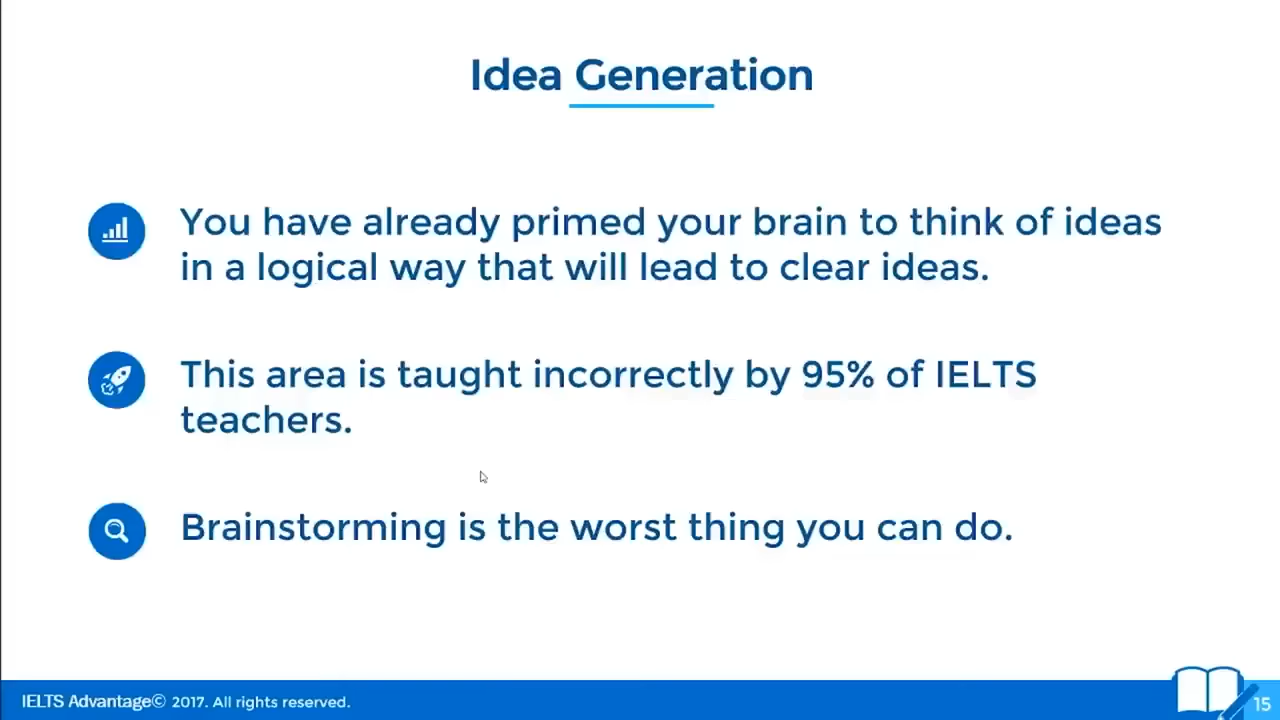 Idea Generation
You have already primed your brain to think of ideas
in a logical way that will lead to clear ideas.
This area is taught incorrectly by 95% of IELTS
teachers.
Brainstorming is the worst thing you can do.
IELTS Advantage© 2017. All rights reserved.
15